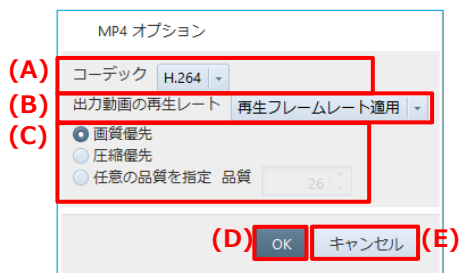 MP4 オプション
(A) コーデック H.264
(B) 出力動画の再生レート 再生フレームレート適用
(C) 画質優先
圧縮優先
任意の品質を指定 品質 26
(D) OK キャンセル (E)